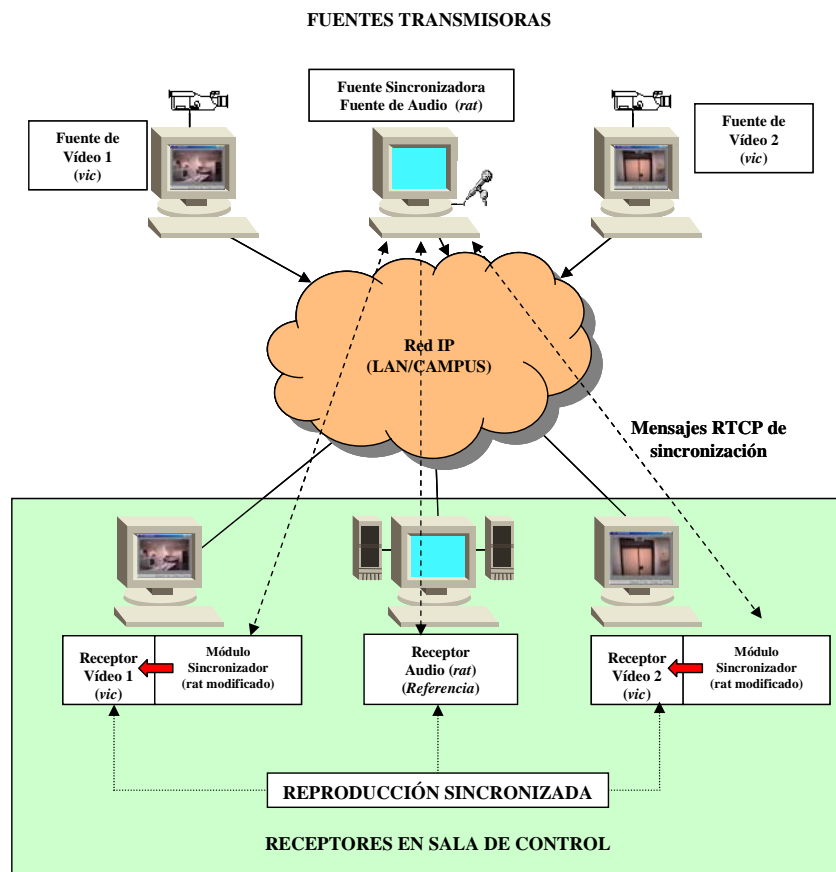 FUENTES TRANSMISORAS
Fuente Sincronizadora
Fuente de Audio (rat)
Fuente de
Vídeo 1
(vic)
Fuente de
Vídeo 2
(vic)
Red IP
(LAN/CAMPUS)
Mensajes RTCP de
sincronización
Receptor
Vídeo 1
(vic)
Módulo
Sincronizador
(rat modificado)
Receptor
Audio (rat)
(Referencia)
Receptor
Vídeo 2
(vic)
Módulo
Sincronizador
(rat modificado)
REPRODUCCIÓN SINCRONIZADA
RECEPTORES EN SALA DE CONTROL